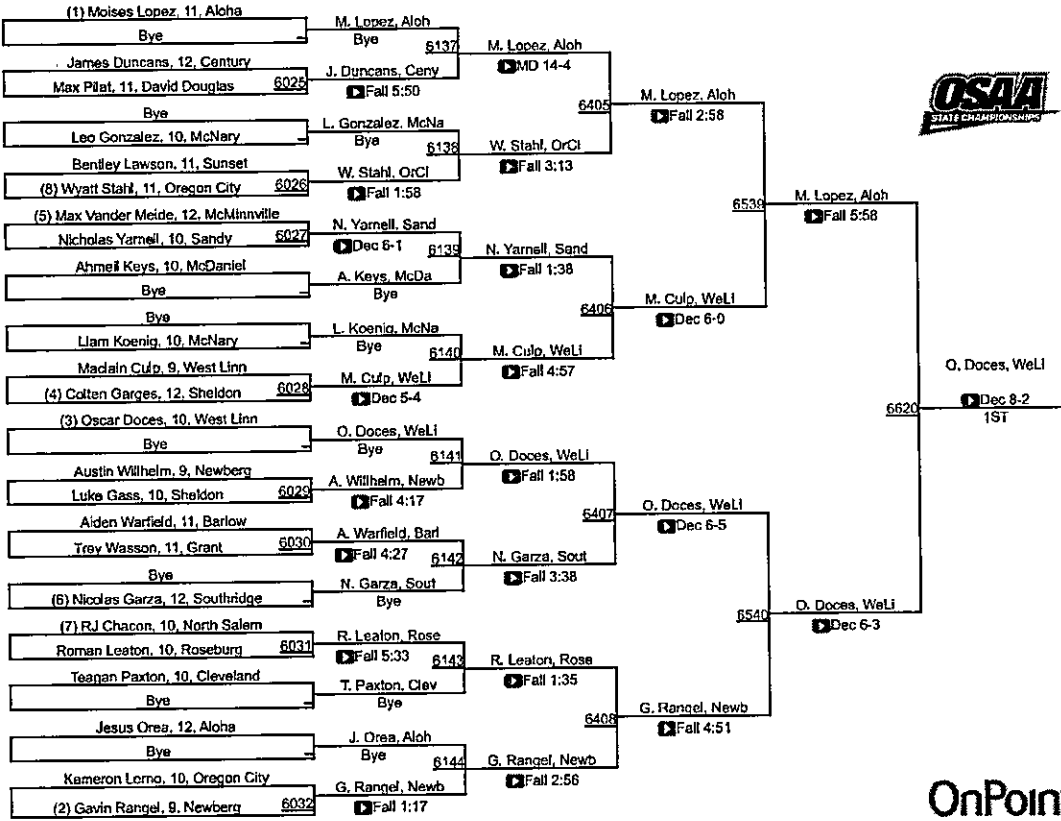 (1) Moises Lopez, 11, Aloha
Bye
James Duncans, 12, Century
Max Pilat, 11, David Douglas
6025
Bye
Leo Gonzalez, 10, McNary
Bentley Lawson, 11, Sunset
(8) Wyatt Stahl, 11, Oregon City
6026
(5) Max Vander Meide, 12, McMinnville
Nicholas Yarnell, 10, Sandy
6027
Ahmeil Keys, 10, McDaniel
Bye
Bye
Liam Koenig, 10, McNary
Maclain Culp, 9, West Linn
(4) Colten Garges, 12, Sheldon
6028
(3) Oscar Doces, 10, West Linn
Bye
Austin Willhelm, 9, Newberg
Luke Gass, 10, Sheldon
6029
Aiden Warfield, 11, Barlow
Trey Wasson, 11, Grant
6030
Bye
(6) Nicolas Garza, 12, Southridge
(7) RJ Chacon, 10, North Salem
Roman Leaton, 10, Roseburg
6031
Teagan Paxton, 10, Cleveland
Bye
Jesus Orea, 12, Aloha
Bye
Kameron Lerno, 10, Oregon City
(2) Gavin Rangel, 9, Newberg
6032
M. Lopez, Aloh
Bye
6137
J. Duncans, Ceny
Fall 5:50
L. Gonzalez, McNa
Bye
6138
W. Stahl, OrCi
Fall 1:58
N. Yarnell, Sand
Dec 6-1
6139
A. Keys, McDa
Bye
L. Koenig, McNa
Bye
6140
M. Culp, WeLi
Dec 5-4
O. Doces, WeLi
Bye
6141
A. Willhelm, Newb
Fall 4:17
A. Warfield, Barl
Fall 4:27
6142
N. Garza, Sout
Bye
R. Leaton, Rose
Fall 5:33
6143
T. Paxton, Clev
Bye
J. Orea, Aloh
Bye
6144
G. Rangel, Newb
Fall 1:17
M. Lopez, Aloh
MD 14-4
6405
W. Stahl, OrCi
Fall 3:13
N. Yarnell, Sand
Fall 1:38
6406
M. Culp, WeLi
Fall 4:57
O. Doces, WeLi
Fall 1:58
6407
N. Garza, Sout
Fall 3:38
R. Leaton, Rose
Fall 1:35
6408
G. Rangel, Newb
Fall 2:56
M. Lopez, Aloh
Fall 2:58
6539
M. Culp, WeLi
Dec 6-0
O. Doces, WeLi
Dec 6-5
6540
G. Rangel, Newb
Fall 4:51
M. Lopez, Aloh
Fall 5:58
6620
O. Doces, WeLi
Dec 6-3
O. Doces, WeLi
Dec 8-2
1ST
OSAA
STATE CHAMPIONSHIPS
OnPoin